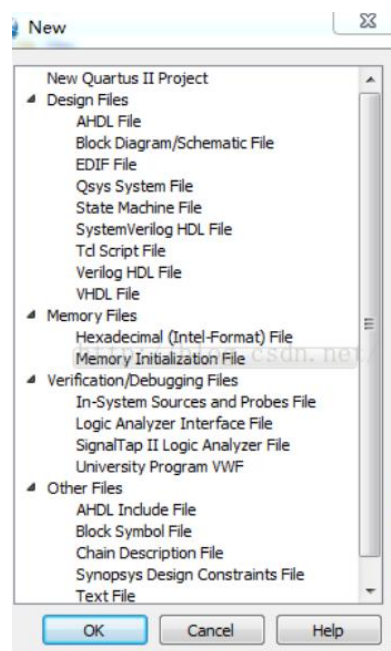 New
New Quartus II Project
Design Files
AHDL File
Block Diagram/Schematic File
EDIF File
Qsys System File
State Machine File
SystemVerilog HDL File
Tcl Script File
Verilog HDL File
VHDL File
Memory Files
Hexadecimal (Intel-Format) File
Memory Initialization File
Verification/Debugging Files
In-System Sources and Probes File
Logic Analyzer Interface File
SignalTap II Logic Analyzer File
University Program VWF
Other Files
AHDL Include File
Block Symbol File
Chain Description File
Synopsys Design Constraints File
Text File
OK Cancel Help